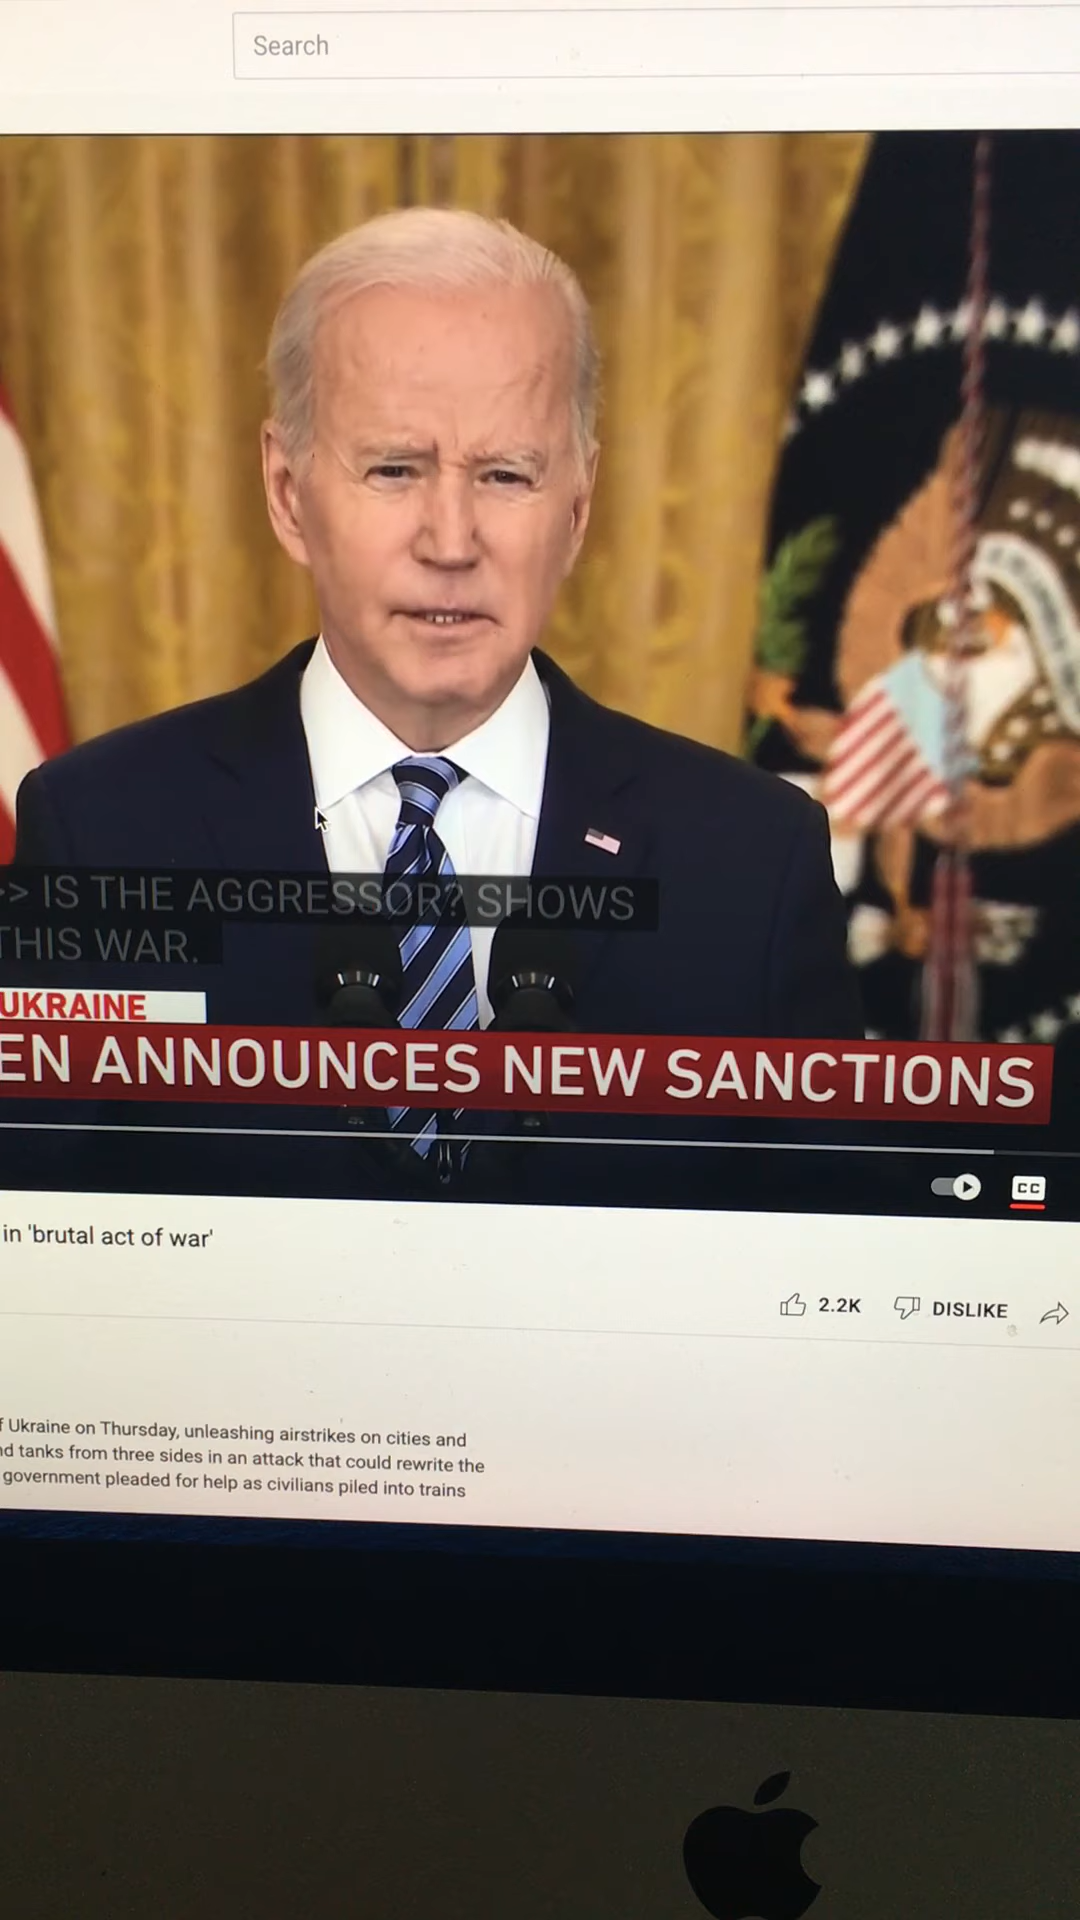 Search
>> IS THE AGGRESSOR? SHOWS
THIS WAR.
UKRAINE
EN ANNOUNCES NEW SANCTIONS
CC
in 'brutal act of war'
2.2K DISLIKE
f Ukraine on Thursday, unleashing airstrikes on cities and
nd tanks from three sides in an attack that could rewrite the
government pleaded for help as civilians piled into trains